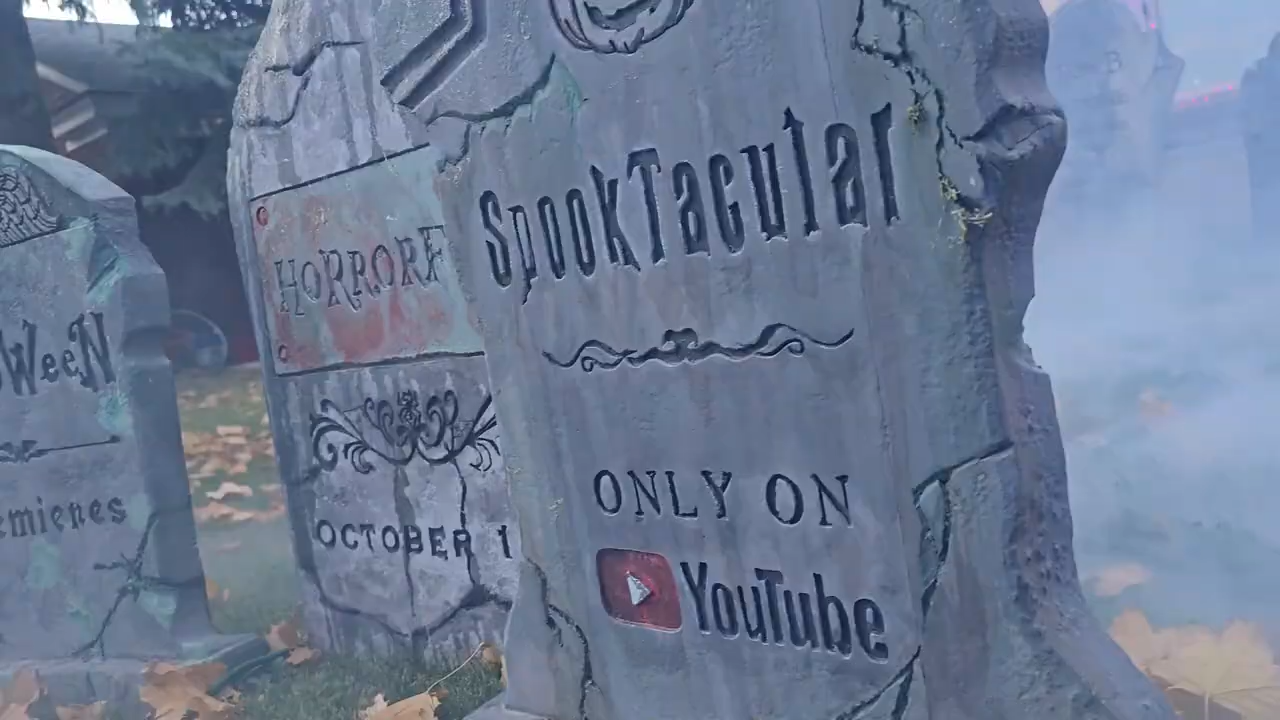 SpookTacular
ONLY ON
YouTube
HORRORF
OCTOBER 1
WeeN
emieres